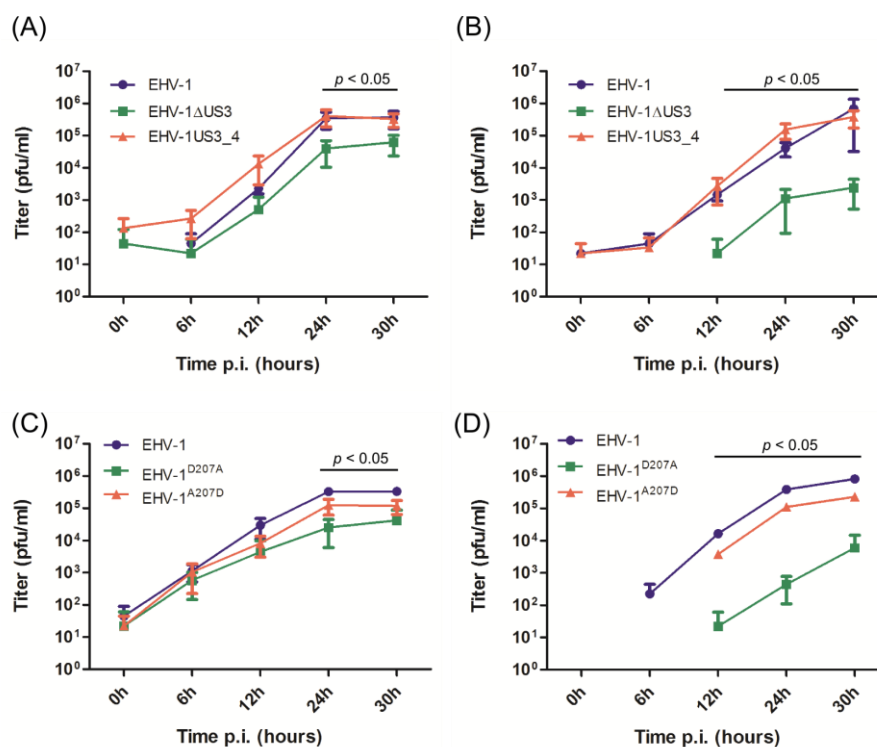 (A)
Titer (pfu/ml)
10⁷
10⁶
10⁵
10⁴
10³
10²
10¹
10⁰
EHV-1
EHV-1ΔUS3
EHV-1US3_4
p < 0.05
0h
6h
12h
24h
30h
Time p.i. (hours)
(B)
Titer (pfu/ml)
10⁷
10⁶
10⁵
10⁴
10³
10²
10¹
10⁰
EHV-1
EHV-1ΔUS3
EHV-1US3_4
p < 0.05
0h
6h
12h
24h
30h
Time p.i. (hours)
(C)
Titer (pfu/ml)
10⁷
10⁶
10⁵
10⁴
10³
10²
10¹
10⁰
EHV-1
EHV-1ᴰ²⁰⁷ᴬ
EHV-1ᴬ²⁰⁷ᴰ
p < 0.05
0h
6h
12h
24h
30h
Time p.i. (hours)
(D)
Titer (pfu/ml)
10⁷
10⁶
10⁵
10⁴
10³
10²
10¹
10⁰
EHV-1
EHV-1ᴰ²⁰⁷ᴬ
EHV-1ᴬ²⁰⁷ᴰ
p < 0.05
0h
6h
12h
24h
30h
Time p.i. (hours)